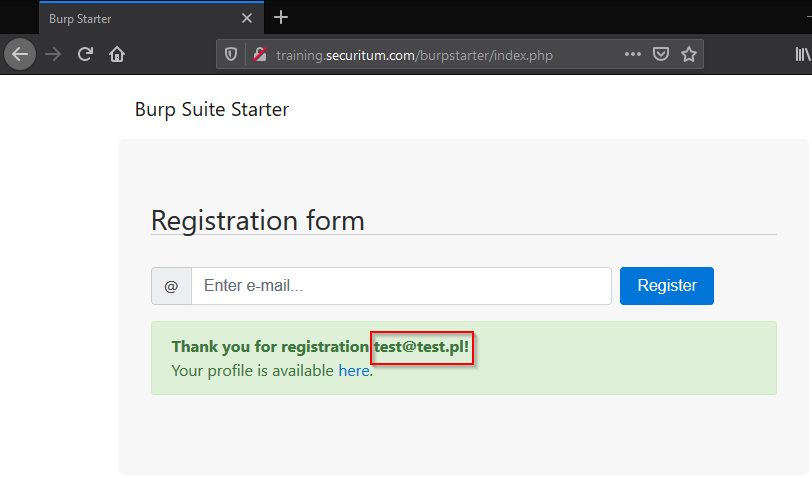 Burp Starter
training.securitum.com/burpstarter/index.php
Burp Suite Starter
Registration form
@ Enter e-mail... Register
Thank you for registration test@test.pl!
Your profile is available here.